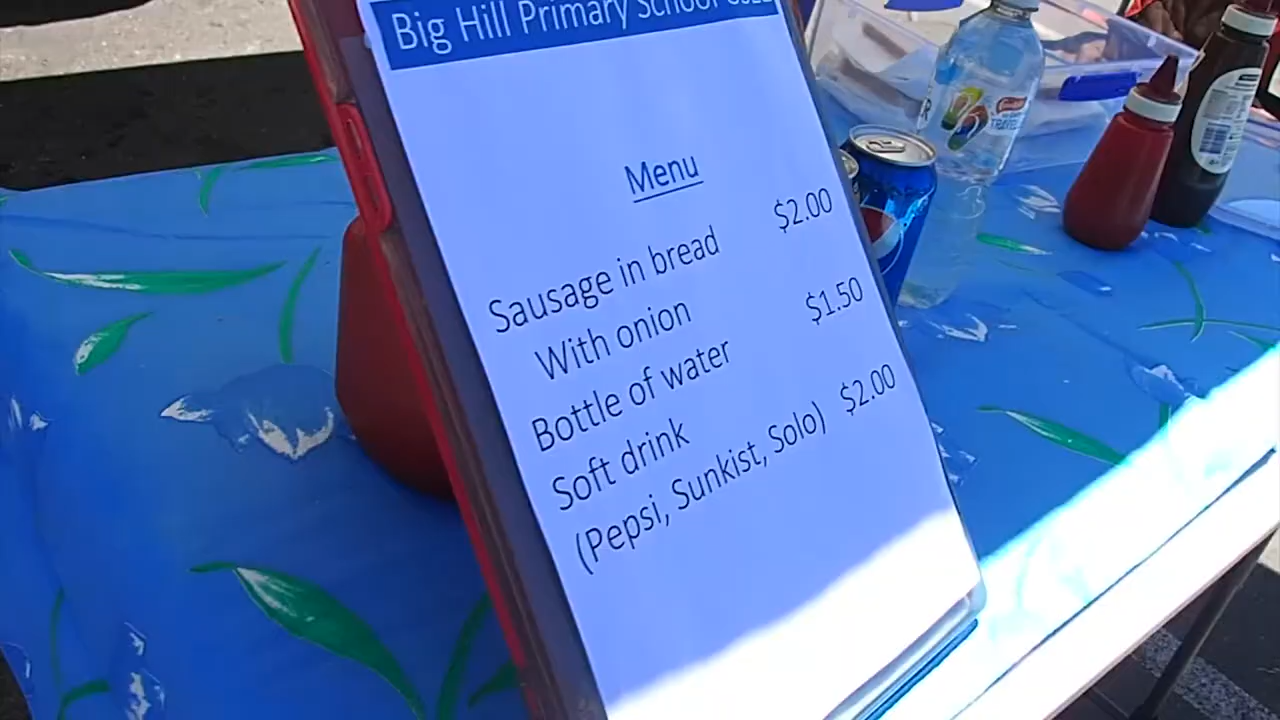 Big Hill Primary School
Menu
Sausage in bread $2.00
With onion
Bottle of water $1.50
Soft drink
(Pepsi, Sunkist, Solo) $2.00